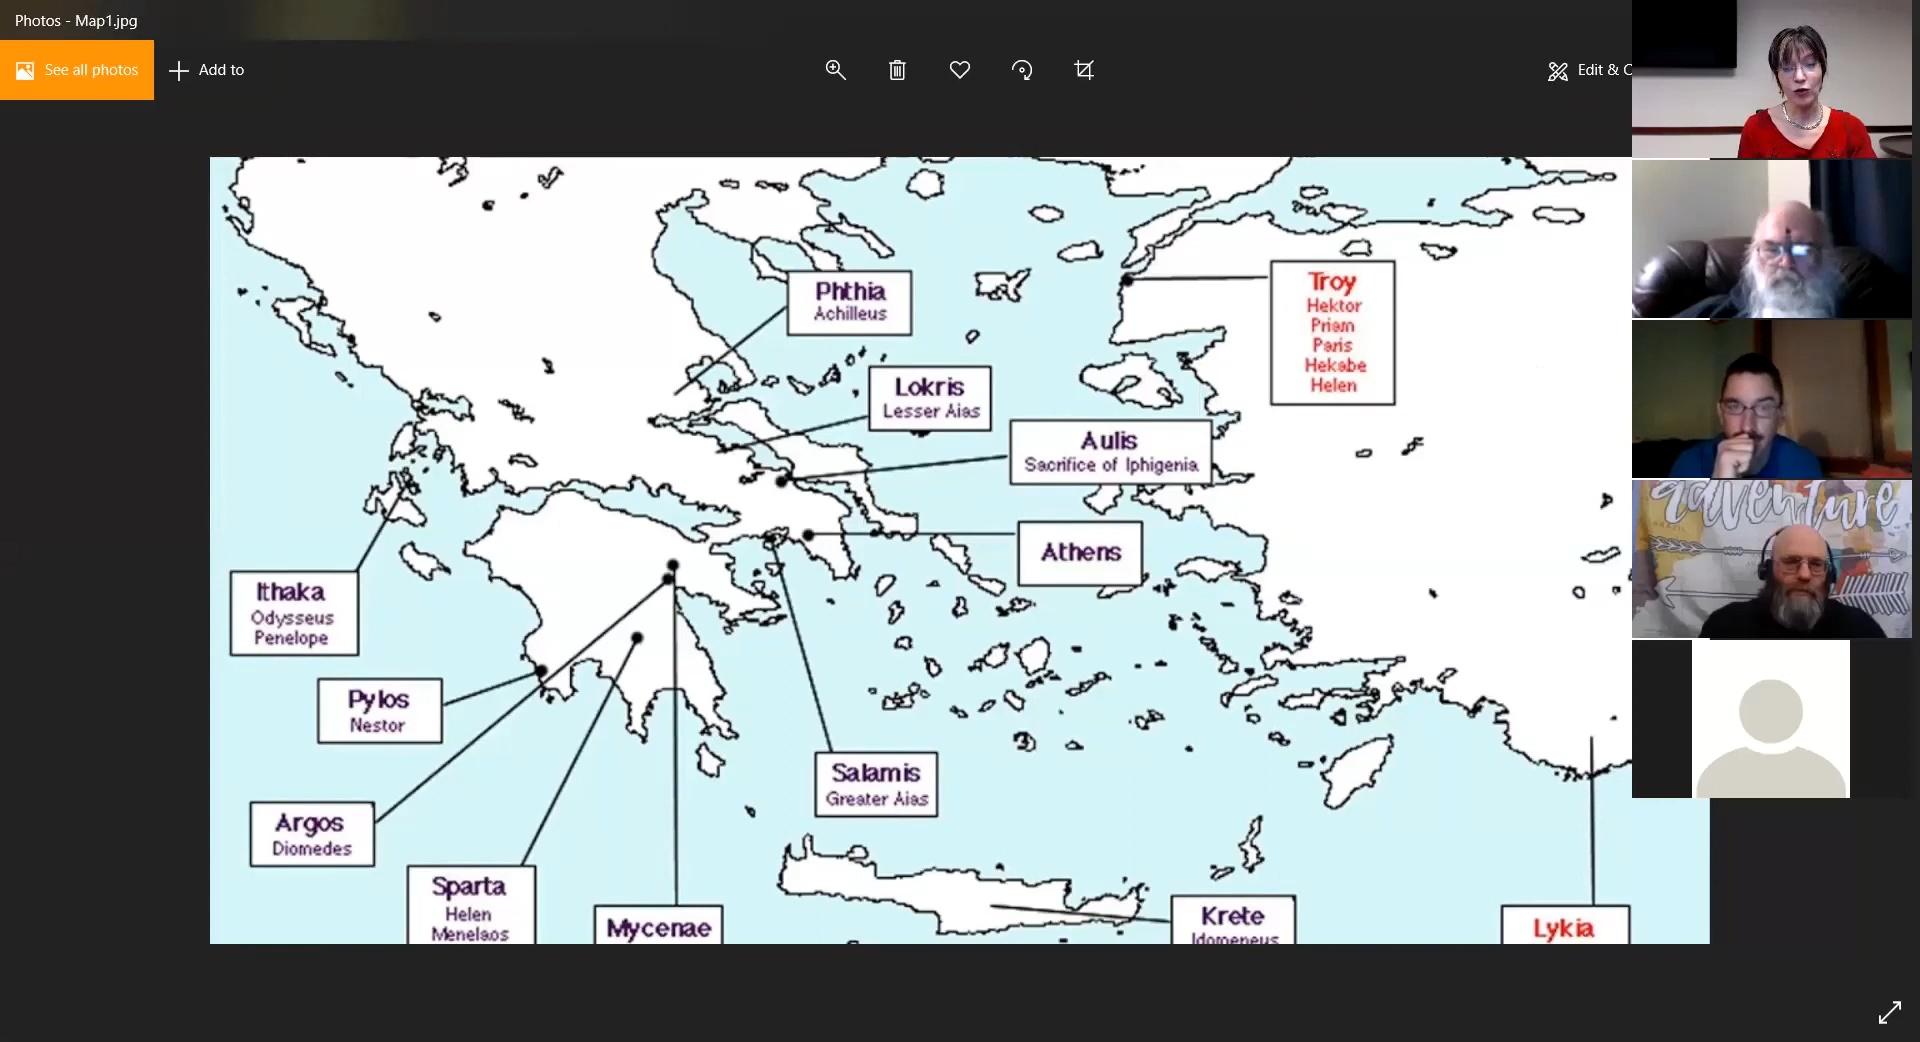 Photos - Map1.jpg
See all photos
Add to
Edit & C
Phthia
Achilleus
Troy
Hektor
Priam
Paris
Hekabe
Helen
Lokris
Lesser Aias
Aulis
Sacrifice of Iphigenia
Athens
Ithaka
Odysseus
Penelope
Pylos
Nestor
Salamis
Greater Aias
Argos
Diomedes
Sparta
Helen
Menelaos
Mycenae
Krete
Idomeneus
Lykia
adventure